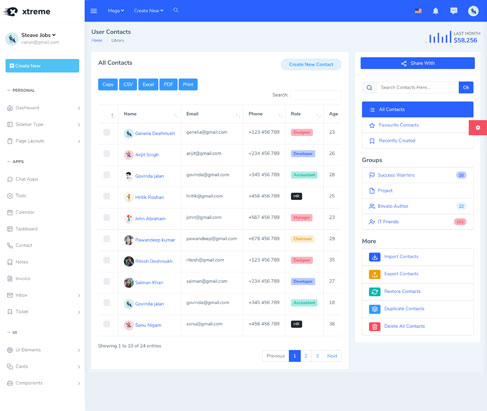 xtreme
Mega
Create New
Steave Jobs
varun@gmail.com
Create New
PERSONAL
Dashboard
Sidebar Type
Page Layouts
APPS
Chat Apps
Todo
Calendar
Taskboard
Contact
Notes
Invoice
Inbox
Ticket
UI
UI Elements
Cards
Components
User Contacts
Home
Library
LAST MONTH
$58,256
All Contacts
Create New Contact
Copy CSV Excel PDF Print
Search:
Name Email Phone Role Age
Genelia Deshmukh genelia@gmail.com +123 456 789 Designer 23
Arijit Singh arijit@gmail.com +234 456 789 Developer 26
Govinda jalan govinda@gmail.com +345 456 789 Accountant 28
Hritik Roshan hritik@gmail.com +456 456 789 HR 25
John Abraham john@gmail.com +567 456 789 Manager 23
Pawandeep kumar pawandeep@gmail.com +678 456 789 Chairman 29
Ritesh Deshmukh ritesh@gmail.com +123 456 789 Designer 35
Salman Khan salman@gmail.com +234 456 789 Developer 27
Govinda jalan govinda@gmail.com +345 456 789 Accountant 18
Sonu Nigam sonu@gmail.com +456 456 789 HR 36
Showing 1 to 10 of 24 entries
Previous 1 2 3 Next
Share With
Search Contacts Here...
Ok
All Contacts
Favourite Contacts
Recently Created
Groups
Success Warriors
Project
Envato Author
IT Friends
More
Import Contacts
Export Contacts
Restore Contacts
Duplicate Contacts
Delete All Contacts